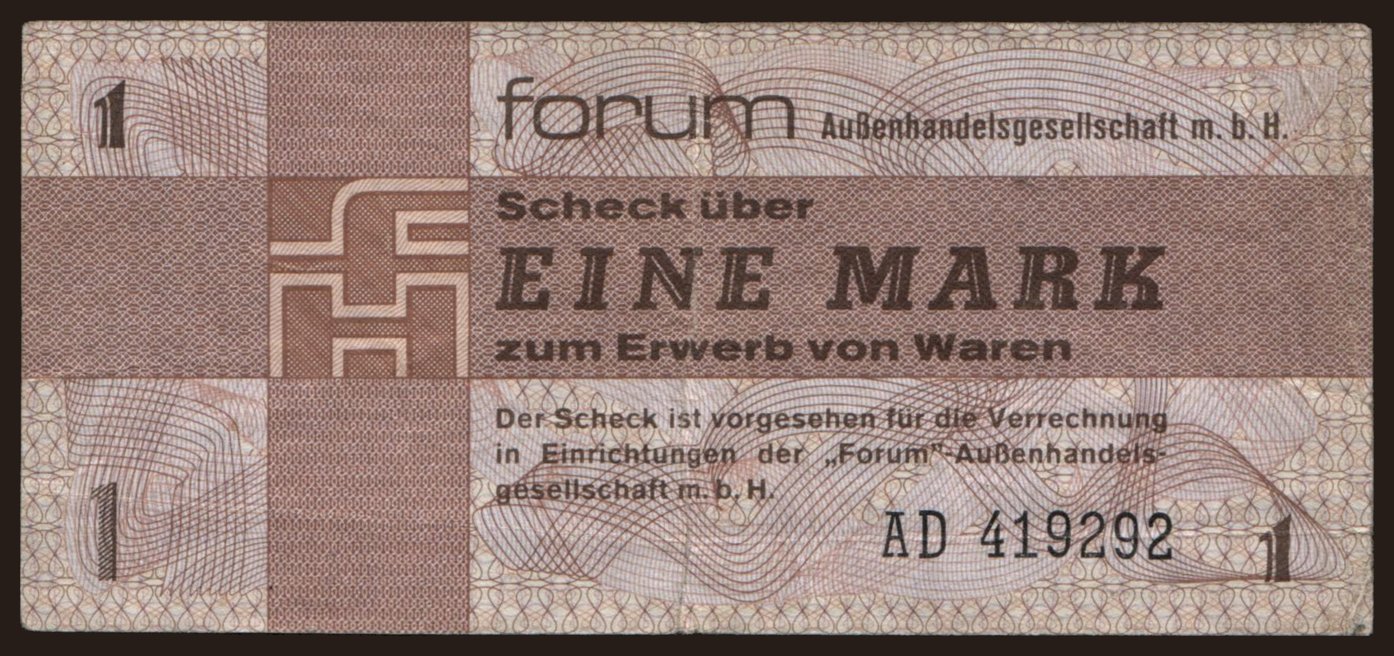 1
forum Außenhandelsgesellschaft m. b. H.
Scheck über
EINE MARK
zum Erwerb von Waren
Der Scheck ist vorgesehen für die Verrechnung
in Einrichtungen der „Forum"-Außenhandels-
gesellschaft m. b. H.
1
AD 419292
1